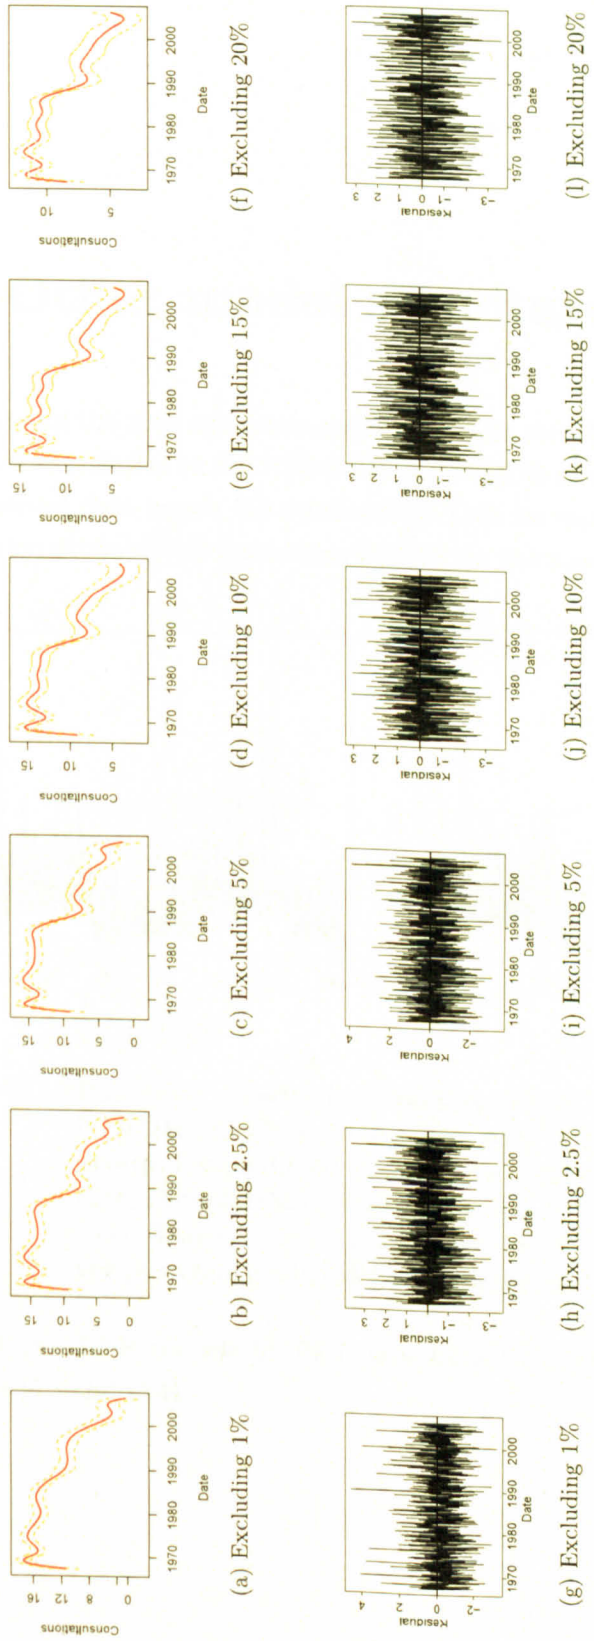 Consultations
16
12
8
4
0
1970 1980 1990 2000
Date
(a) Excluding 1%
Consultations
15
10
5
0
1970 1980 1990 2000
Date
(b) Excluding 2.5%
Consultations
15
10
5
0
1970 1980 1990 2000
Date
(c) Excluding 5%
Consultations
15
10
5
1970 1980 1990 2000
Date
(d) Excluding 10%
Consultations
15
10
5
1970 1980 1990 2000
Date
(e) Excluding 15%
Consultations
10
5
1970 1980 1990 2000
Date
(f) Excluding 20%
Residual
4
2
0
-2
1970 1980 1990 2000
Date
(g) Excluding 1%
Residual
3
2
1
0
-1
-3
1970 1980 1990 2000
Date
(h) Excluding 2.5%
Residual
4
2
0
-2
1970 1980 1990 2000
Date
(i) Excluding 5%
Residual
3
2
1
0
-1
-3
1970 1980 1990 2000
Date
(j) Excluding 10%
Residual
3
2
1
0
-1
-3
1970 1980 1990 2000
Date
(k) Excluding 15%
Residual
3
2
1
0
-1
-3
1970 1980 1990 2000
Date
(l) Excluding 20%